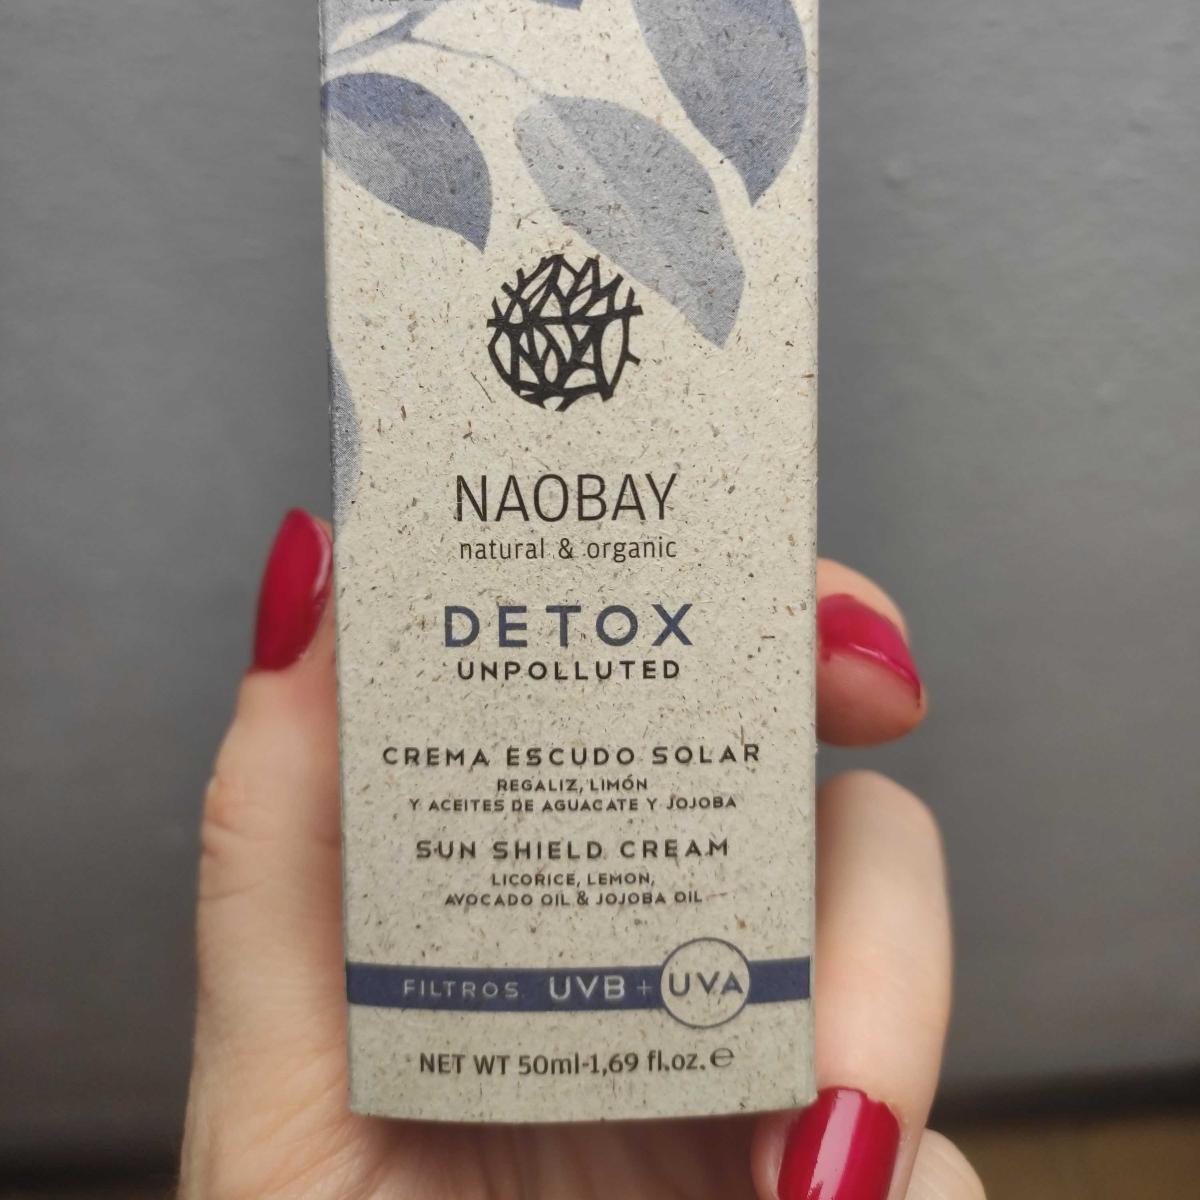 NAOBAY
natural & organic
DETOX
UNPOLLUTED
CREMA ESCUDO SOLAR
REGALIZ, LIMÓN
Y ACEITES DE AGUACATE Y JOJOBA
SUN SHIELD CREAM
LICORICE, LEMON,
AVOCADO OIL & JOJOBA OIL
FILTROS UVB + UVA
NET WT 50ml-1,69 fl.oz. ℮